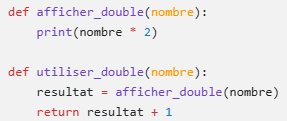 def afficher_double(nombre):
    print(nombre * 2)

def utiliser_double(nombre):
    resultat = afficher_double(nombre)
    return resultat + 1